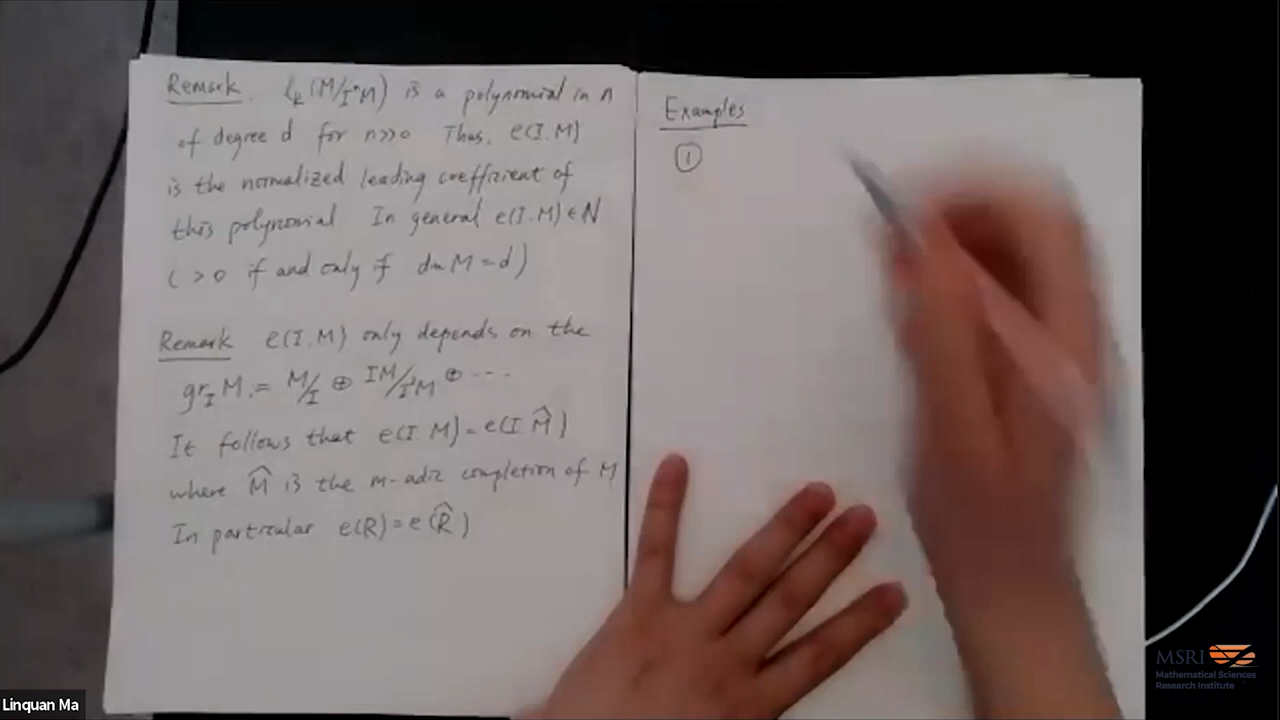 Remark. ℓ_R(M/IⁿM) is a polynomial in n
of degree d for n>>0 Thus, e(I.M)
is the normalized leading coefficient of
this polynomial In general e(I.M) ∈ N
( >0 if and only if dim M = d )
Remark e(I.M) only depends on the
gr_I M := M/I ⊕ IM/I²M ⊕ ...
It follows that e(I M) = e(I M̂)
where M̂ is the m-adic completion of M
In particular e(R) = e(R̂)
Examples
①
Linquan Ma
MSRI
Mathematical Sciences
Research Institute